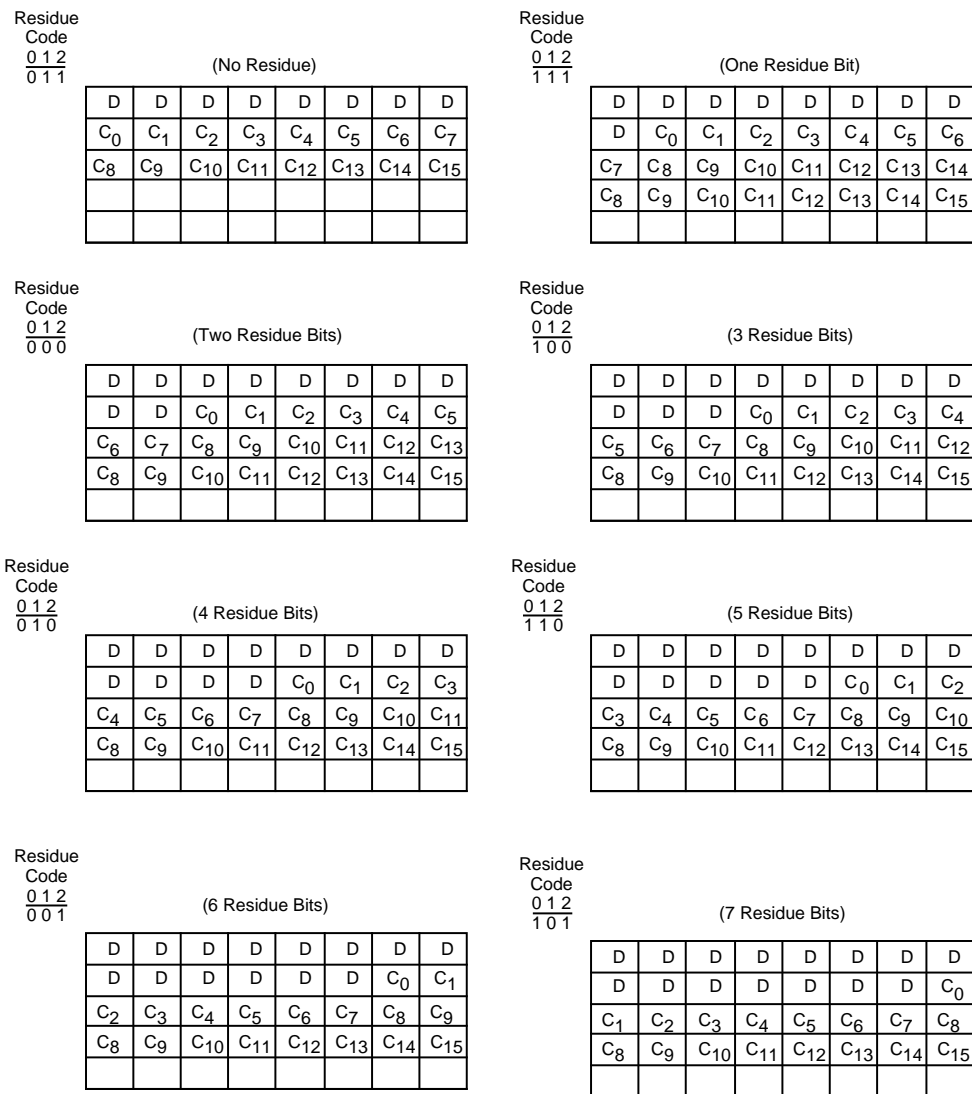 Residue
Code
0 1 2
0 1 1
(No Residue)
D D D D D D D D
C0 C1 C2 C3 C4 C5 C6 C7
C8 C9 C10 C11 C12 C13 C14 C15
Residue
Code
0 1 2
1 1 1
(One Residue Bit)
D D D D D D D D
D C0 C1 C2 C3 C4 C5 C6
C7 C8 C9 C10 C11 C12 C13 C14
C8 C9 C10 C11 C12 C13 C14 C15
Residue
Code
0 1 2
0 0 0
(Two Residue Bits)
D D D D D D D D
D D C0 C1 C2 C3 C4 C5
C6 C7 C8 C9 C10 C11 C12 C13
C8 C9 C10 C11 C12 C13 C14 C15
Residue
Code
0 1 2
1 0 0
(3 Residue Bits)
D D D D D D D D
D D D C0 C1 C2 C3 C4
C5 C6 C7 C8 C9 C10 C11 C12
C8 C9 C10 C11 C12 C13 C14 C15
Residue
Code
0 1 2
0 1 0
(4 Residue Bits)
D D D D D D D D
D D D D C0 C1 C2 C3
C4 C5 C6 C7 C8 C9 C10 C11
C8 C9 C10 C11 C12 C13 C14 C15
Residue
Code
0 1 2
1 1 0
(5 Residue Bits)
D D D D D D D D
D D D D D C0 C1 C2
C3 C4 C5 C6 C7 C8 C9 C10
C8 C9 C10 C11 C12 C13 C14 C15
Residue
Code
0 1 2
0 0 1
(6 Residue Bits)
D D D D D D D D
D D D D D D C0 C1
C2 C3 C4 C5 C6 C7 C8 C9
C8 C9 C10 C11 C12 C13 C14 C15
Residue
Code
0 1 2
1 0 1
(7 Residue Bits)
D D D D D D D D
D D D D D D D C0
C1 C2 C3 C4 C5 C6 C7 C8
C8 C9 C10 C11 C12 C13 C14 C15